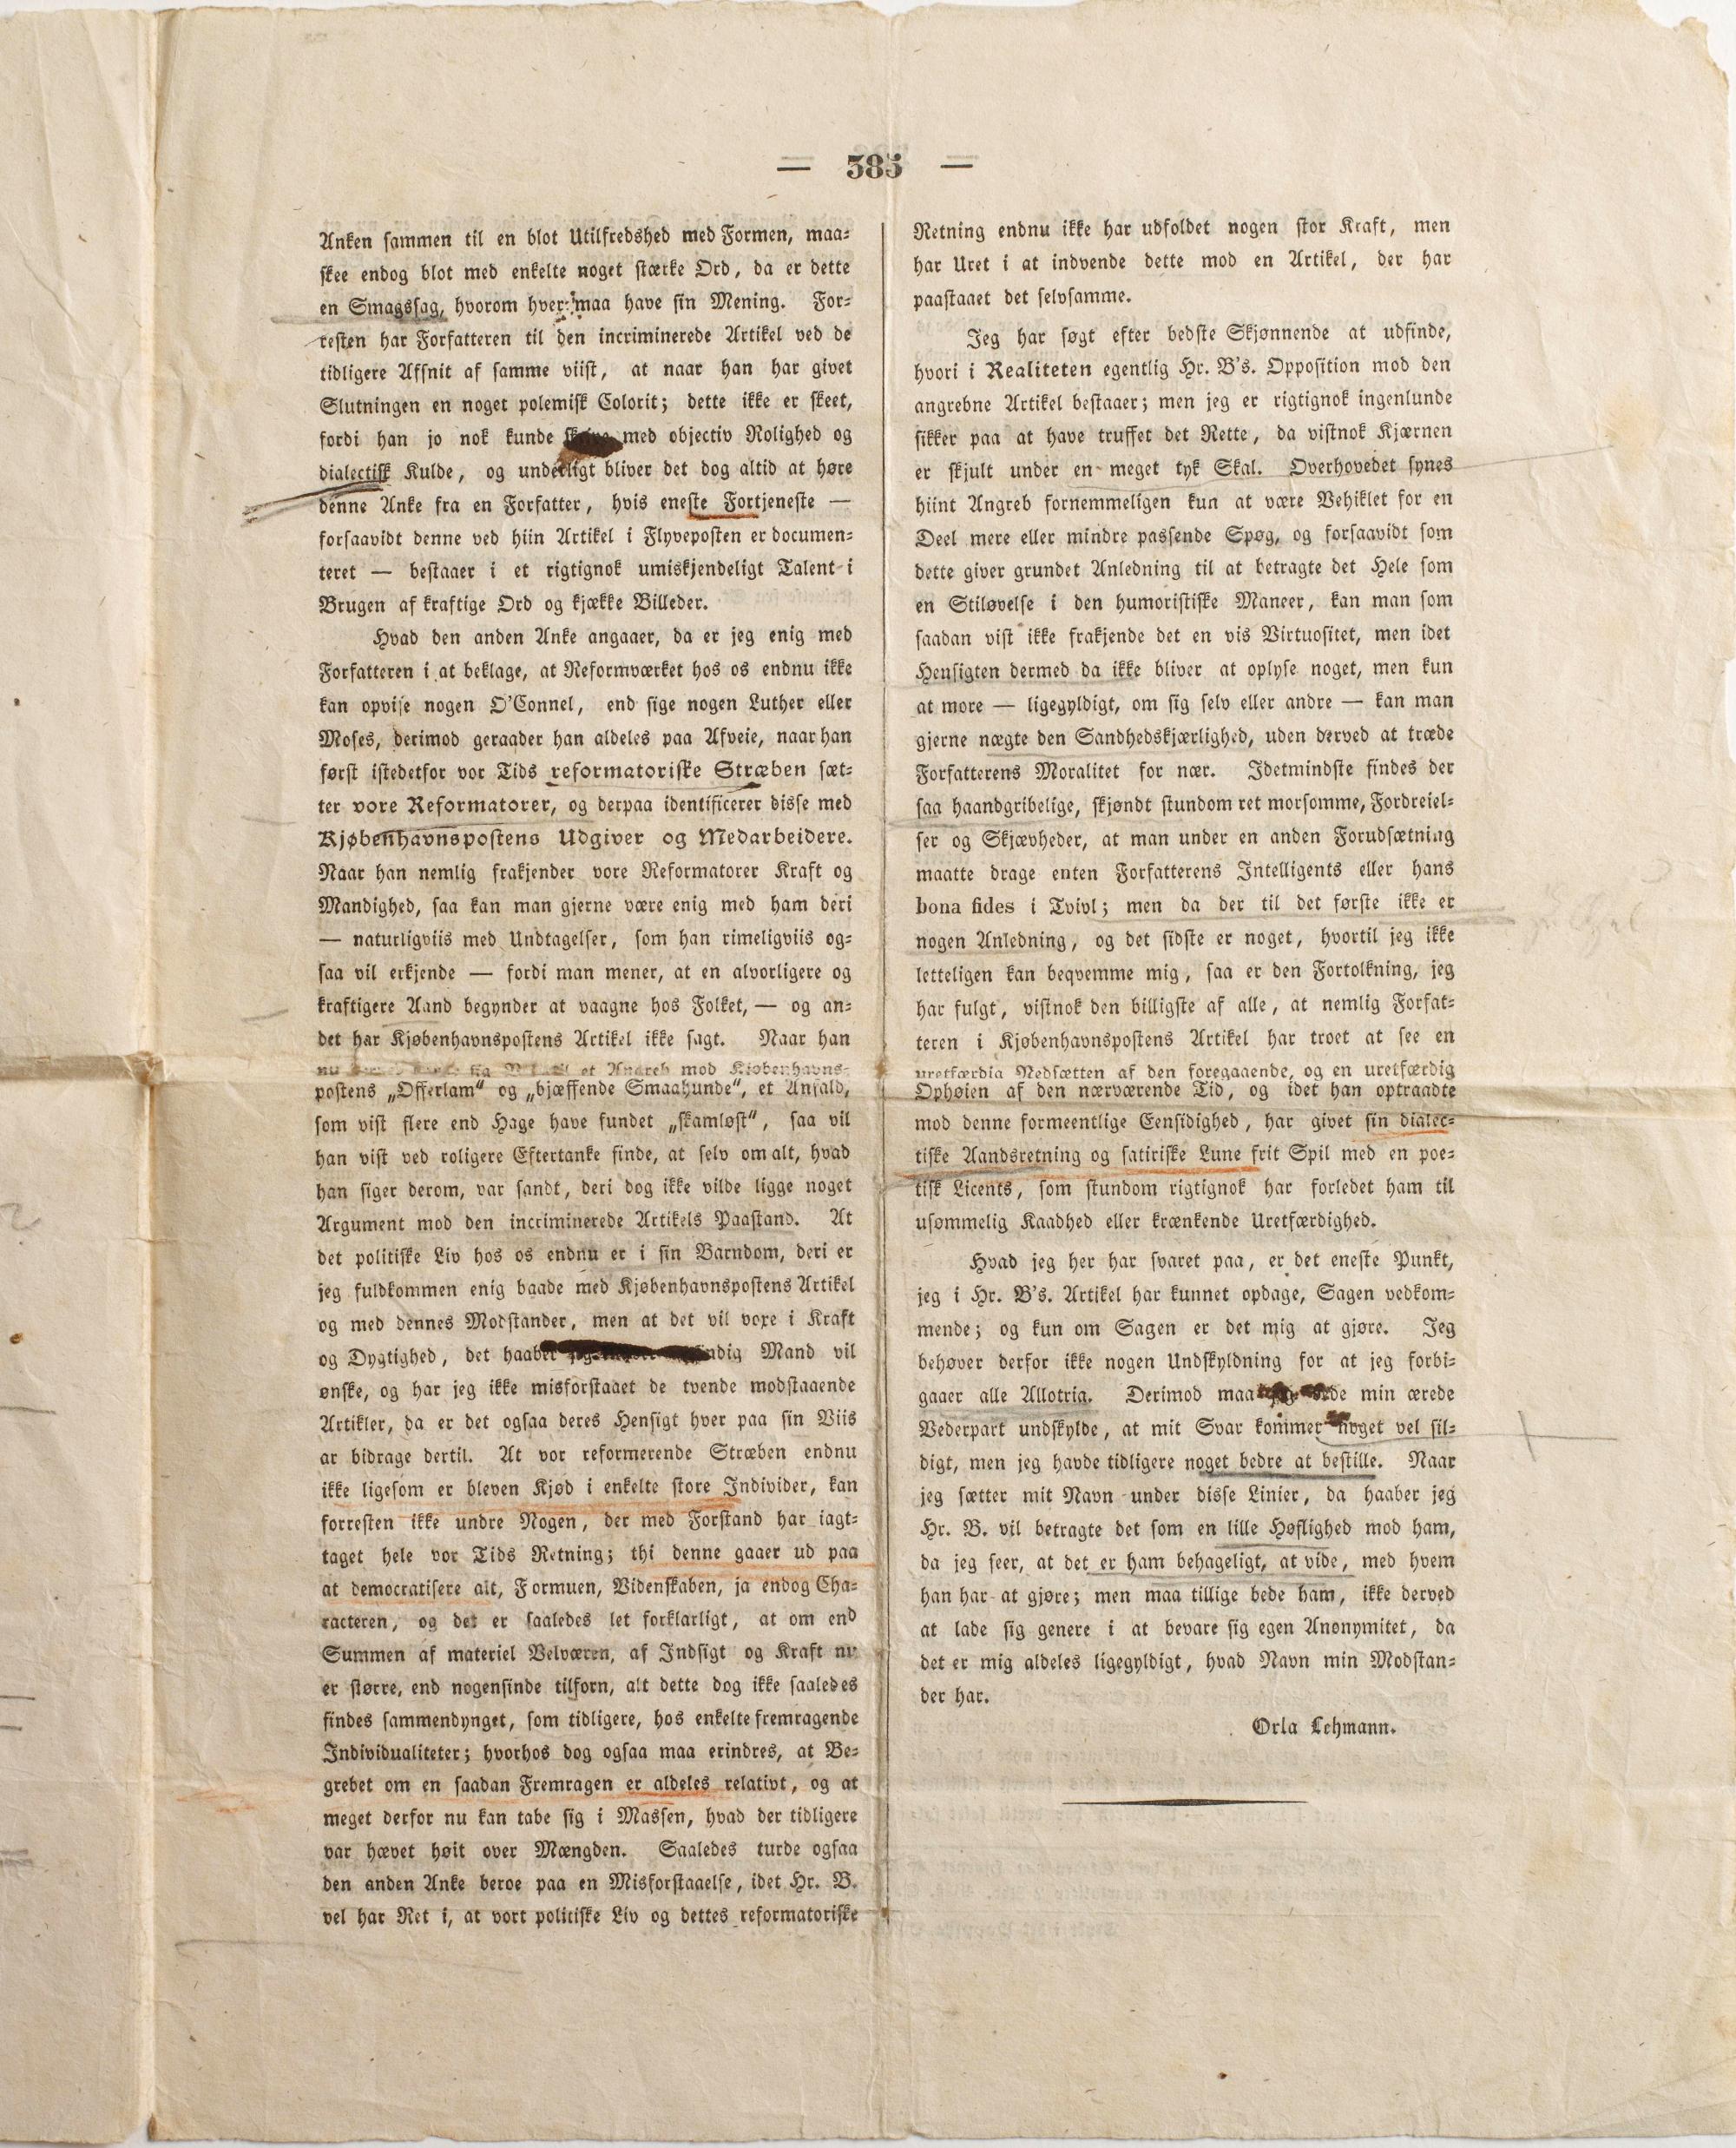 — 385 —
Anken sammen til en blot Utilfredshed med Formen, maa-
skee endog blot med enkelte noget stærke Ord, da er dette
en Smagssag, hvorom hver maa have sin Mening. For-
resten har Forfatteren til den incriminerede Artikel ved de
tidligere Afsnit af samme viist, at naar han har givet
Slutningen en noget polemisk Colorit; dette ikke er skeet,
fordi han jo nok kunde med objectiv Rolighed og
dialectisk Kulde, og underligt bliver det dog altid at høre
denne Anke fra en Forfatter, hvis eneste Fortjeneste —
forsaavidt denne ved hiin Artikel i Flyveposten er documen-
teret — bestaaer i et rigtignok umiskjendeligt Talent i
Brugen af kraftige Ord og kjække Billeder.
Hvad den anden Anke angaaer, da er jeg enig med
Forfatteren i at beklage, at Reformværket hos os endnu ikke
kan opvise nogen O'Connel, end sige nogen Luther eller
Moses, derimod geraader han aldeles paa Afveie, naar han
først istedetfor vor Tids reformatoriske Stræben sæt-
ter vore Reformatorer, og derpaa identificerer disse med
Kjøbenhavnspostens Udgiver og Medarbeidere.
Naar han nemlig frakjender vore Reformatorer Kraft og
Mandighed, saa kan man gjerne være enig med ham deri
— naturligviis med Undtagelser, som han rimeligviis og-
saa vil erkjende — fordi man mener, at en alvorligere og
kraftigere Aand begynder at vaagne hos Folket, — og an-
det har Kjøbenhavnspostens Artikel ikke sagt. Naar han
nu et Angreb mod Kjøbenhavns-
postens „Offerlam“ og „bjæffende Smaahunde“, et Anfald,
som vist flere end Hage have fundet „skamløst“, saa vil
han vist ved roligere Eftertanke finde, at selv om alt, hvad
han siger derom, var sandt, deri dog ikke vilde ligge noget
Argument mod den incriminerede Artikels Paastand. At
det politiske Liv hos os endnu er i sin Barndom, deri er
jeg fuldkommen enig baade med Kjøbenhavnspostens Artikel
og med dennes Modstander, men at det vil voxe i Kraft
og Dygtighed, det haaber Mand vil
ønske, og har jeg ikke misforstaaet de tvende modstaaende
Artikler, da er det ogsaa deres Hensigt hver paa sin Viis
ar bidrage dertil. At vor reformerende Stræben endnu
ikke ligesom er bleven Kjød i enkelte store Individer, kan
forresten ikke undre Nogen, der med Forstand har iagt-
taget hele vor Tids Retning; thi denne gaaer ud paa
at democratisere alt, Formuen, Videnskaben, ja endog Cha-
racteren, og det er saaledes let forklarligt, at om end
Summen af materiel Velværen, af Indsigt og Kraft nu
er større, end nogensinde tilforn, alt dette dog ikke saaledes
findes sammendynget, som tidligere, hos enkelte fremragende
Individualiteter; hvorhos dog ogsaa maa erindres, at Be-
grebet om en saadan Fremragen er aldeles relativt, og at
meget derfor nu kan tabe sig i Massen, hvad der tidligere
var hævet høit over Mængden. Saaledes turde ogsaa
den anden Anke beroe paa en Misforstaaelse, idet Hr. B.
vel har Ret i, at vort politiske Liv og dettes reformatoriske
Retning endnu ikke har udfoldet nogen stor Kraft, men
har Uret i at indvende dette mod en Artikel, der har
paastaaet det selvsamme.
Jeg har søgt efter bedste Skjønnende at udfinde,
hvori i Realiteten egentlig Hr. B's. Opposition mod den
angrebne Artikel bestaaer; men jeg er rigtignok ingenlunde
sikker paa at have truffet det Rette, da vistnok Kjærnen
er skjult under en meget tyk Skal. Overhovedet synes
hiint Angreb fornemmeligen kun at være Vehiklet for en
Deel mere eller mindre passende Spøg, og forsaavidt som
dette giver grundet Anledning til at betragte det Hele som
en Stiløvelse i den humoristiske Maneer, kan man som
saadan vist ikke frakjende det en vis Virtuositet, men idet
Hensigten dermed da ikke bliver at oplyse noget, men kun
at more — ligegyldigt, om sig selv eller andre — kan man
gjerne nægte den Sandhedskjærlighed, uden derved at træde
Forfatterens Moralitet for nær. Idetmindste findes der
saa haandgribelige, skjøndt stundom ret morsomme, Fordreiel-
ser og Skjævheder, at man under en anden Forudsætning
maatte drage enten Forfatterens Intelligents eller hans
bona fides i Tvivl; men da der til det første ikke er
nogen Anledning, og det sidste er noget, hvortil jeg ikke
letteligen kan beqvemme mig, saa er den Fortolkning, jeg
har fulgt, vistnok den billigste af alle, at nemlig Forfat-
teren i Kjøbenhavnspostens Artikel har troet at see en
uretfærdig Nedsætten af den foregaaende, og en uretfærdig
Ophøien af den nærværende Tid, og idet han optraadte
mod denne formeentlige Eensidighed, har givet sin dialec-
tiske Aandsretning og satiriske Lune frit Spil med en poe-
tisk Licents, som stundom rigtignok har forledet ham til
usømmelig Kaadhed eller krænkende Uretfærdighed.
Hvad jeg her har svaret paa, er det eneste Punkt,
jeg i Hr. B's. Artikel har kunnet opdage, Sagen vedkom-
mende; og kun om Sagen er det mig at gjøre. Jeg
behøver derfor ikke nogen Undskyldning for at jeg forbi-
gaaer alle Allotria. Derimod maa min ærede
Vederpart undskylde, at mit Svar kommer noget vel sil-
digt, men jeg havde tidligere noget bedre at bestille. Naar
jeg sætter mit Navn under disse Linier, da haaber jeg
Hr. B. vil betragte det som en lille Høflighed mod ham,
da jeg seer, at det er ham behageligt, at vide, med hvem
han har at gjøre; men maa tillige bede ham, ikke derved
at lade sig genere i at bevare sig egen Anonymitet, da
det er mig aldeles ligegyldigt, hvad Navn min Modstan-
der har.
Orla Lehmann.